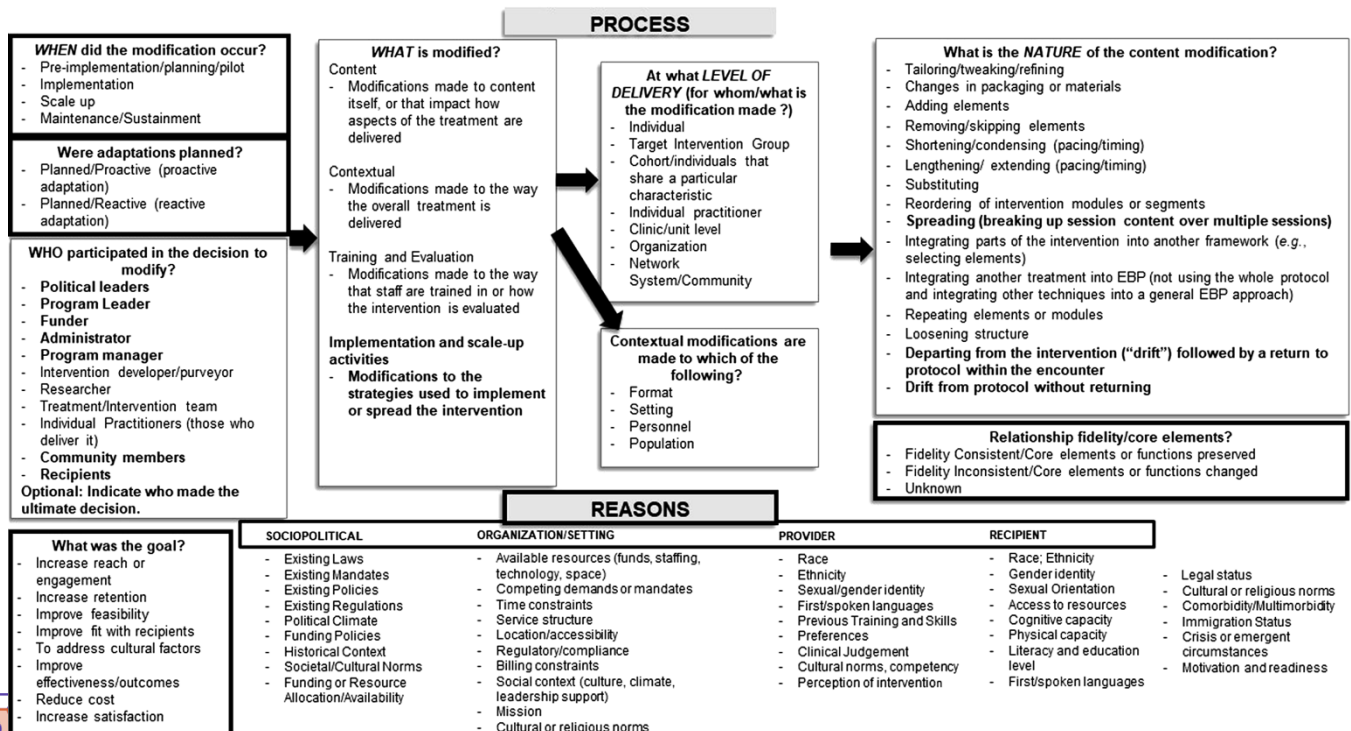 PROCESS
WHEN did the modification occur?
- Pre-implementation/planning/pilot
- Implementation
- Scale up
- Maintenance/Sustainment
Were adaptations planned?
- Planned/Proactive (proactive
adaptation)
- Planned/Reactive (reactive
adaptation)
WHO participated in the decision to
modify?
- Political leaders
- Program Leader
- Funder
- Administrator
- Program manager
- Intervention developer/purveyor
- Researcher
- Treatment/Intervention team
- Individual Practitioners (those who
deliver it)
- Community members
- Recipients
Optional: Indicate who made the
ultimate decision.
WHAT is modified?
Content
- Modifications made to content
itself, or that impact how
aspects of the treatment are
delivered
Contextual
- Modifications made to the way
the overall treatment is
delivered
Training and Evaluation
- Modifications made to the way
that staff are trained in or how
the intervention is evaluated
Implementation and scale-up
activities
- Modifications to the
strategies used to implement
or spread the intervention
At what LEVEL OF
DELIVERY (for whom/what is
the modification made ?)
- Individual
- Target Intervention Group
- Cohort/individuals that
share a particular
characteristic
- Individual practitioner
- Clinic/unit level
- Organization
- Network
System/Community
Contextual modifications are
made to which of the
following?
- Format
- Setting
- Personnel
- Population
What is the NATURE of the content modification?
- Tailoring/tweaking/refining
- Changes in packaging or materials
- Adding elements
- Removing/skipping elements
- Shortening/condensing (pacing/timing)
- Lengthening/ extending (pacing/timing)
- Substituting
- Reordering of intervention modules or segments
- Spreading (breaking up session content over multiple sessions)
- Integrating parts of the intervention into another framework (e.g.,
selecting elements)
- Integrating another treatment into EBP (not using the whole protocol
and integrating other techniques into a general EBP approach)
- Repeating elements or modules
- Loosening structure
- Departing from the intervention (“drift”) followed by a return to
protocol within the encounter
- Drift from protocol without returning
Relationship fidelity/core elements?
- Fidelity Consistent/Core elements or functions preserved
- Fidelity Inconsistent/Core elements or functions changed
- Unknown
REASONS
What was the goal?
- Increase reach or
engagement
- Increase retention
- Improve feasibility
- Improve fit with recipients
- To address cultural factors
- Improve
effectiveness/outcomes
- Reduce cost
- Increase satisfaction
SOCIOPOLITICAL
- Existing Laws
- Existing Mandates
- Existing Policies
- Existing Regulations
- Political Climate
- Funding Policies
- Historical Context
- Societal/Cultural Norms
- Funding or Resource
Allocation/Availability
ORGANIZATION/SETTING
- Available resources (funds, staffing,
technology, space)
- Competing demands or mandates
- Time constraints
- Service structure
- Location/accessibility
- Regulatory/compliance
- Billing constraints
- Social context (culture, climate,
leadership support)
- Mission
- Cultural or religious norms
PROVIDER
- Race
- Ethnicity
- Sexual/gender identity
- First/spoken languages
- Previous Training and Skills
- Preferences
- Clinical Judgement
- Cultural norms, competency
- Perception of intervention
RECIPIENT
- Race; Ethnicity
- Gender identity
- Sexual Orientation
- Access to resources
- Cognitive capacity
- Physical capacity
- Literacy and education
level
- First/spoken languages
- Legal status
- Cultural or religious norms
- Comorbidity/Multimorbidity
- Immigration Status
- Crisis or emergent
circumstances
- Motivation and readiness